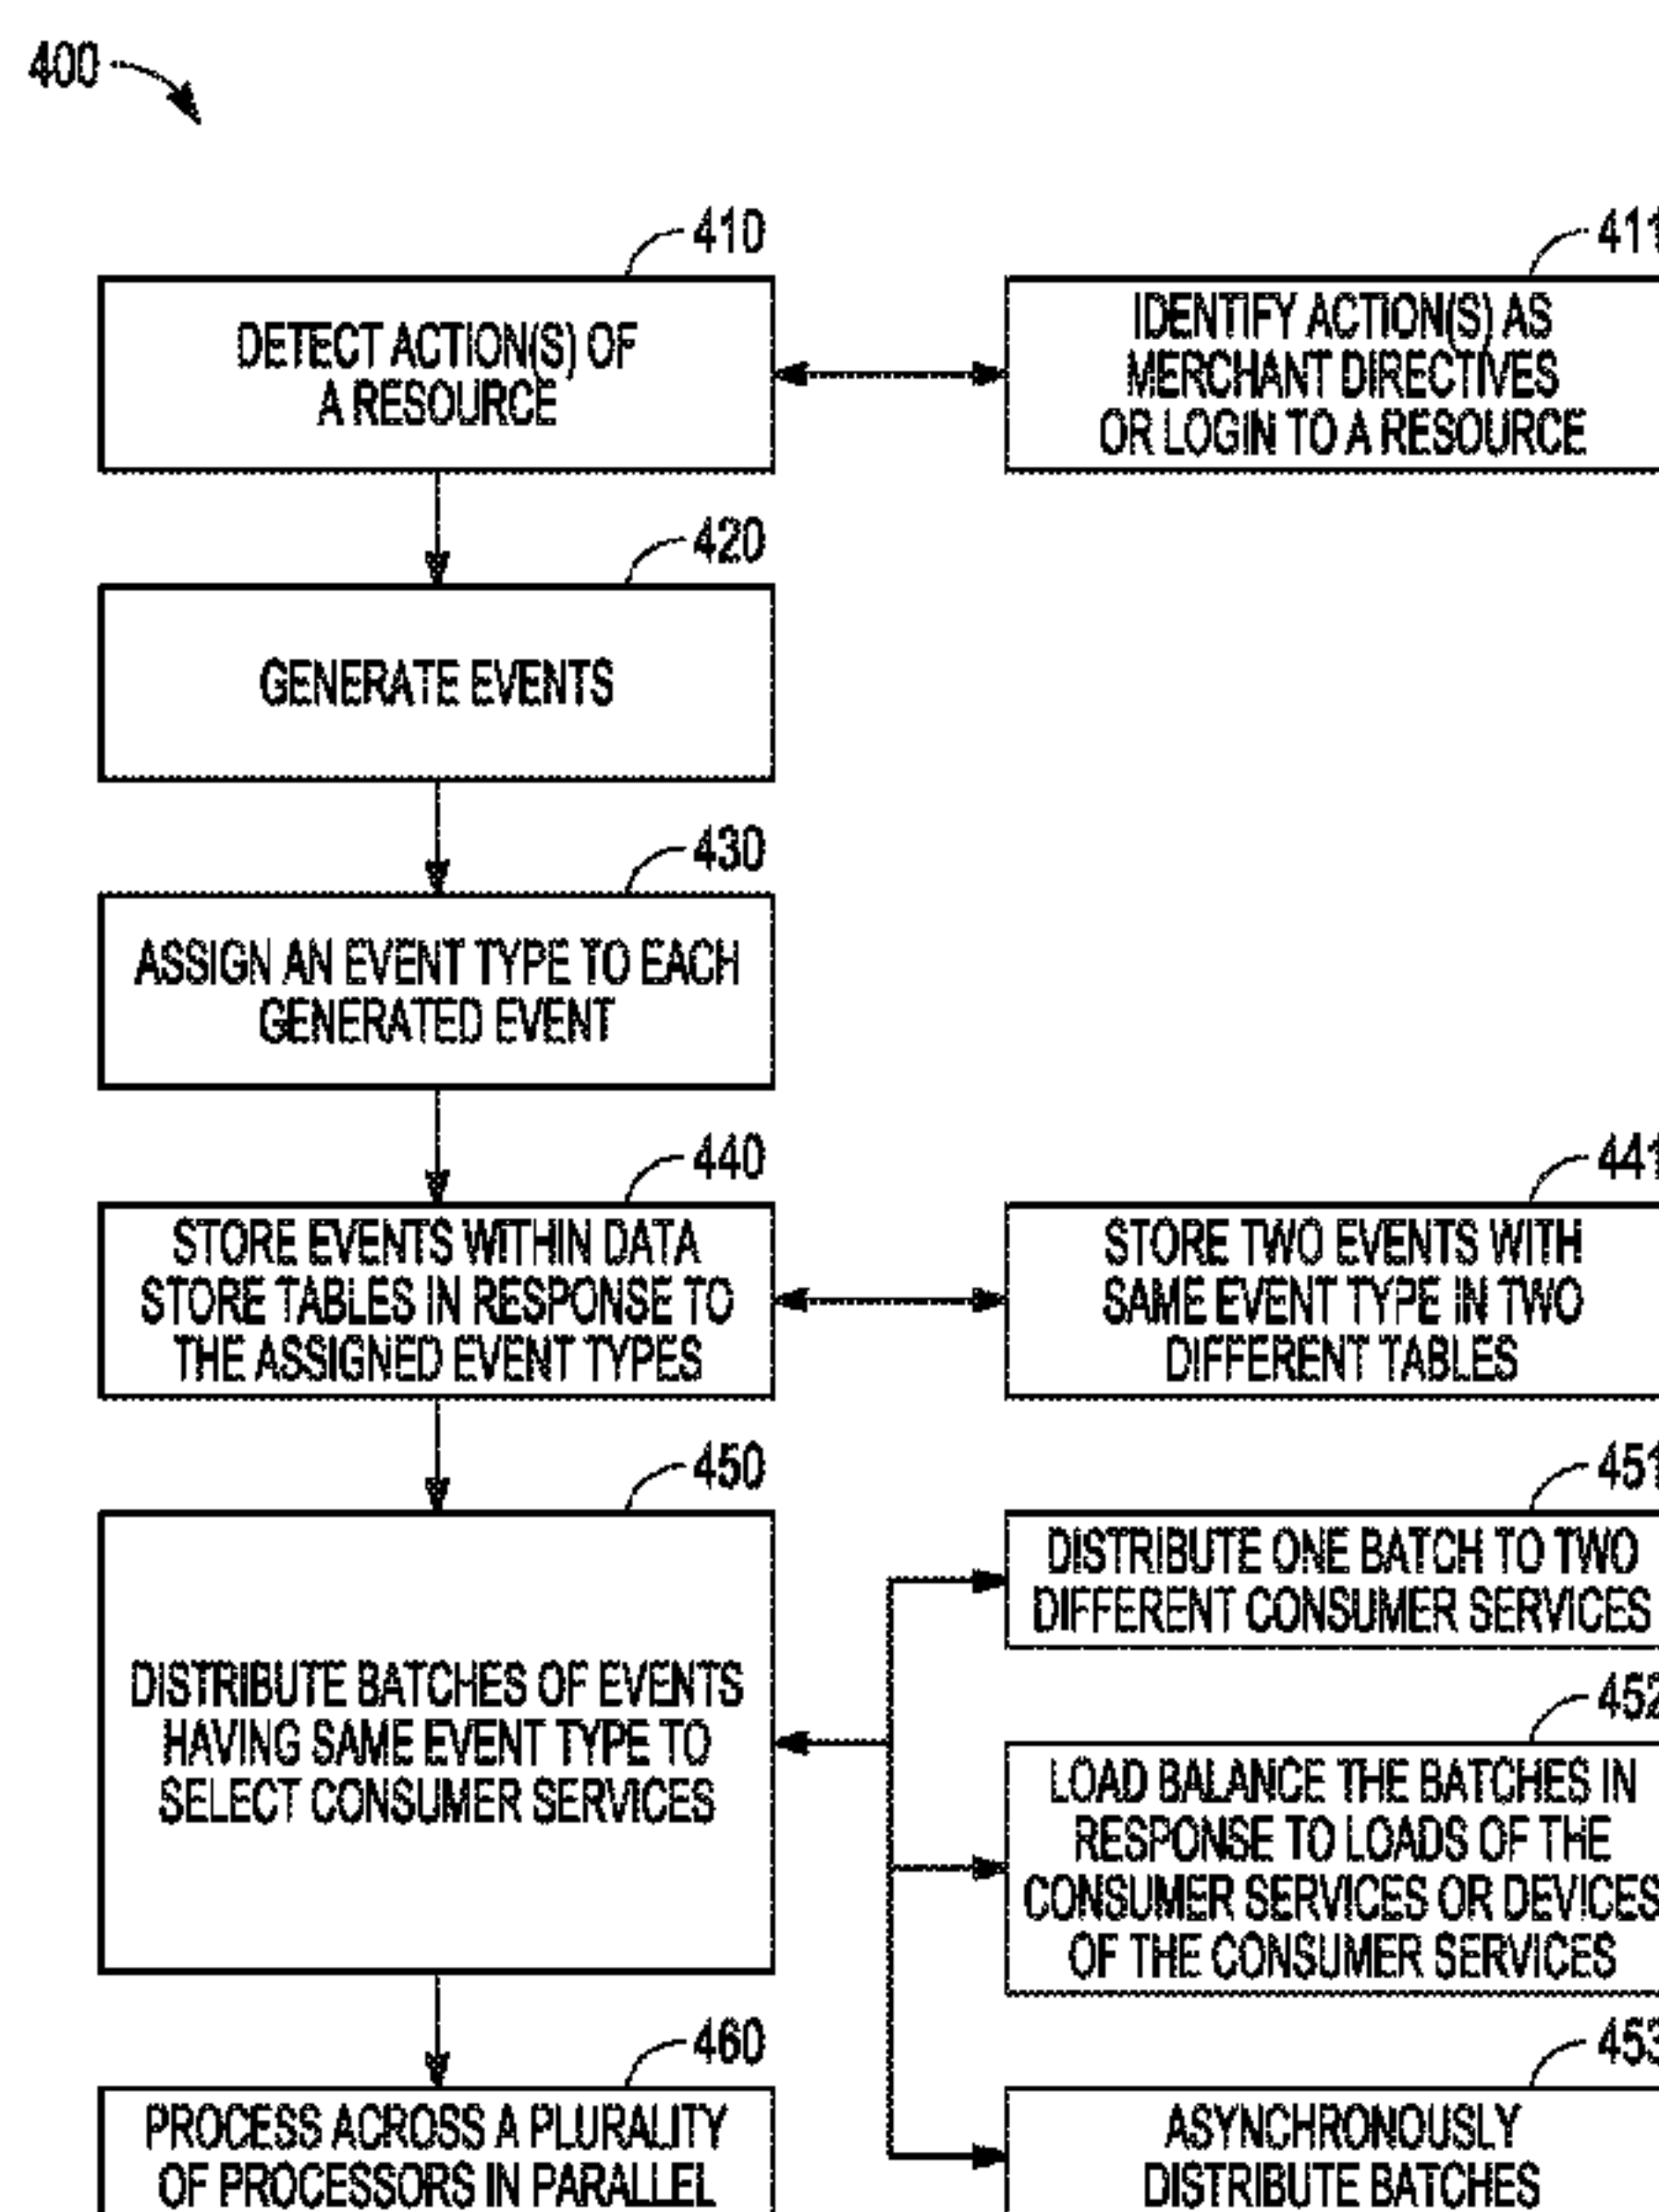 400
410
DETECT ACTION(S) OF
A RESOURCE
411
IDENTIFY ACTION(S) AS
MERCHANT DIRECTIVES
OR LOGIN TO A RESOURCE
420
GENERATE EVENTS
430
ASSIGN AN EVENT TYPE TO EACH
GENERATED EVENT
440
STORE EVENTS WITHIN DATA
STORE TABLES IN RESPONSE TO
THE ASSIGNED EVENT TYPES
441
STORE TWO EVENTS WITH
SAME EVENT TYPE IN TWO
DIFFERENT TABLES
450
DISTRIBUTE BATCHES OF EVENTS
HAVING SAME EVENT TYPE TO
SELECT CONSUMER SERVICES
451
DISTRIBUTE ONE BATCH TO TWO
DIFFERENT CONSUMER SERVICES
452
LOAD BALANCE THE BATCHES IN
RESPONSE TO LOADS OF THE
CONSUMER SERVICES OR DEVICES
OF THE CONSUMER SERVICES
460
PROCESS ACROSS A PLURALITY
OF PROCESSORS IN PARALLEL
453
ASYNCHRONOUSLY
DISTRIBUTE BATCHES